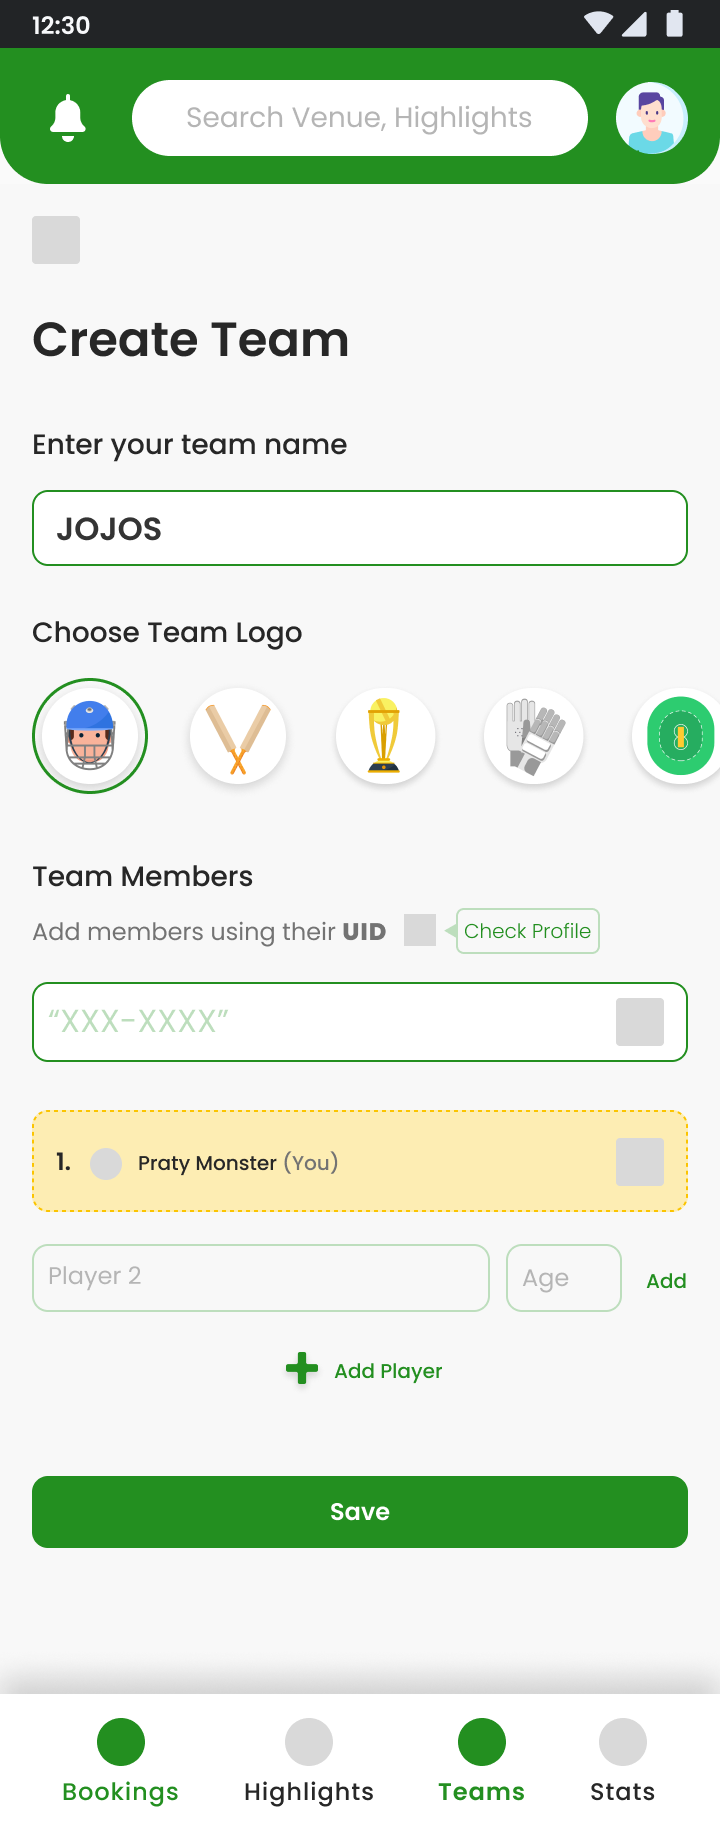 12:30
Search Venue, Highlights
Create Team
Enter your team name
JOJOS
Choose Team Logo
8
Team Members
Add members using their UID
Check Profile
“XXX-XXXX”
1. Praty Monster (You)
Player 2 Age Add
Add Player
Save
Bookings Highlights Teams Stats